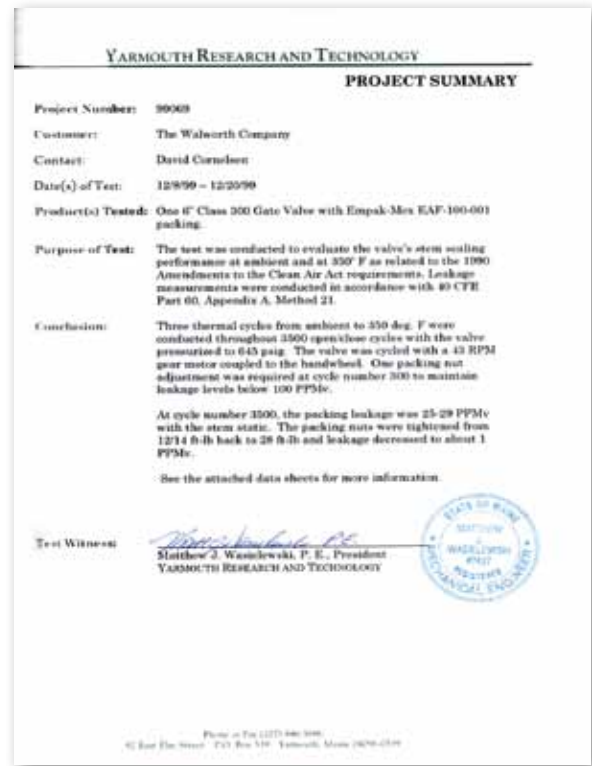 YARMOUTH RESEARCH AND TECHNOLOGY
PROJECT SUMMARY
Project Number: 99069
Customer: The Walworth Company
Contact: David Cornelsen
Date(s) of Test: 12/8/99 – 12/20/99
Product(s) Tested: One 6" Class 300 Gate Valve with Empak-Mex EAF-100-001
packing.
Purpose of Test: The test was conducted to evaluate the valve's stem sealing
performance at ambient and at 350° F as related to the 1990
Amendments to the Clean Air Act requirements. Leakage
measurements were conducted in accordance with 40 CFR
Part 60, Appendix A, Method 21.
Conclusion: Three thermal cycles from ambient to 350 deg. F were
conducted throughout 3500 open/close cycles with the valve
pressurized to 645 psig. The valve was cycled with a 43 RPM
gear motor coupled to the handwheel. One packing nut
adjustment was required at cycle number 300 to maintain
leakage levels below 100 PPMv.
At cycle number 3500, the packing leakage was 25-29 PPMv
with the stem static. The packing nuts were tightened from
12/14 ft-lb back to 28 ft-lb and leakage decreased to about 1
PPMv.
See the attached data sheets for more information.
Test Witness:
P.E.
Matthew J. Wasielewski, P. E., President
YARMOUTH RESEARCH AND TECHNOLOGY
STATE OF MAINE
MATTHEW
J.
WASIELEWSKI
REGISTERED
MECHANICAL ENGINEER
Phone or Fax (207)